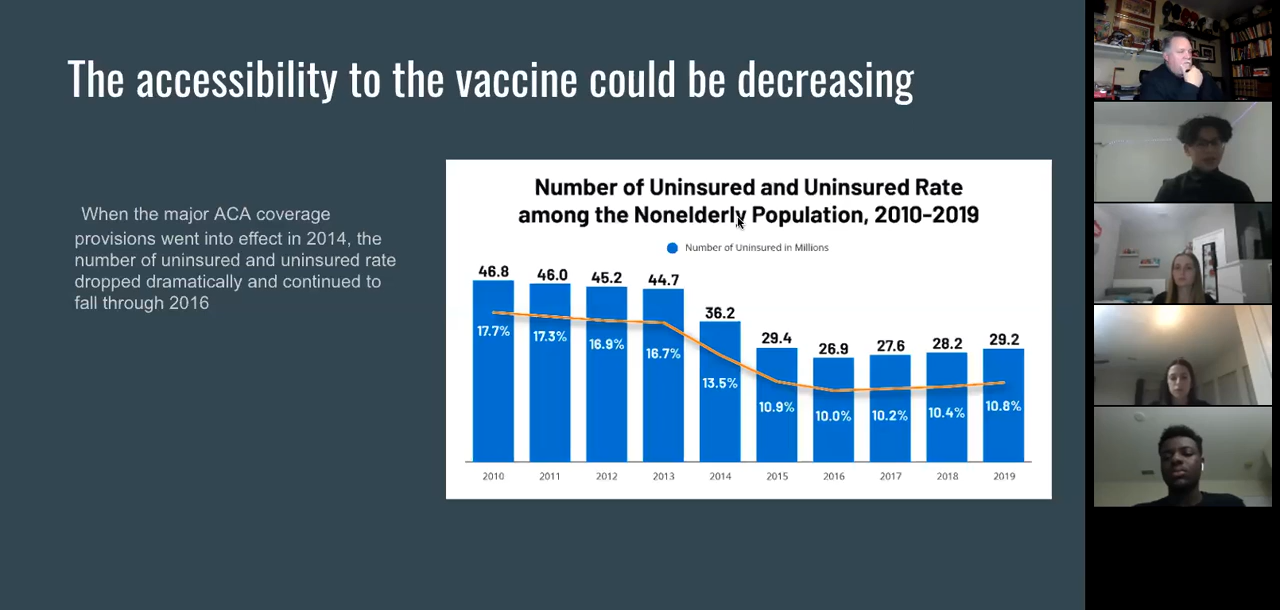 The accessibility to the vaccine could be decreasing
When the major ACA coverage
provisions went into effect in 2014, the
number of uninsured and uninsured rate
dropped dramatically and continued to
fall through 2016
Number of Uninsured and Uninsured Rate
among the Nonelderly Population, 2010-2019
Number of Uninsured in Millions
46.8 46.0 45.2 44.7 36.2 29.4 26.9 27.6 28.2 29.2
17.7% 17.3% 16.9% 16.7% 13.5% 10.9% 10.0% 10.2% 10.4% 10.8%
2010 2011 2012 2013 2014 2015 2016 2017 2018 2019